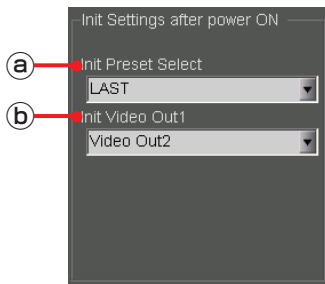 Init Settings after power ON
ⓐ
Init Preset Select
LAST
ⓑ
Init Video Out1
Video Out2